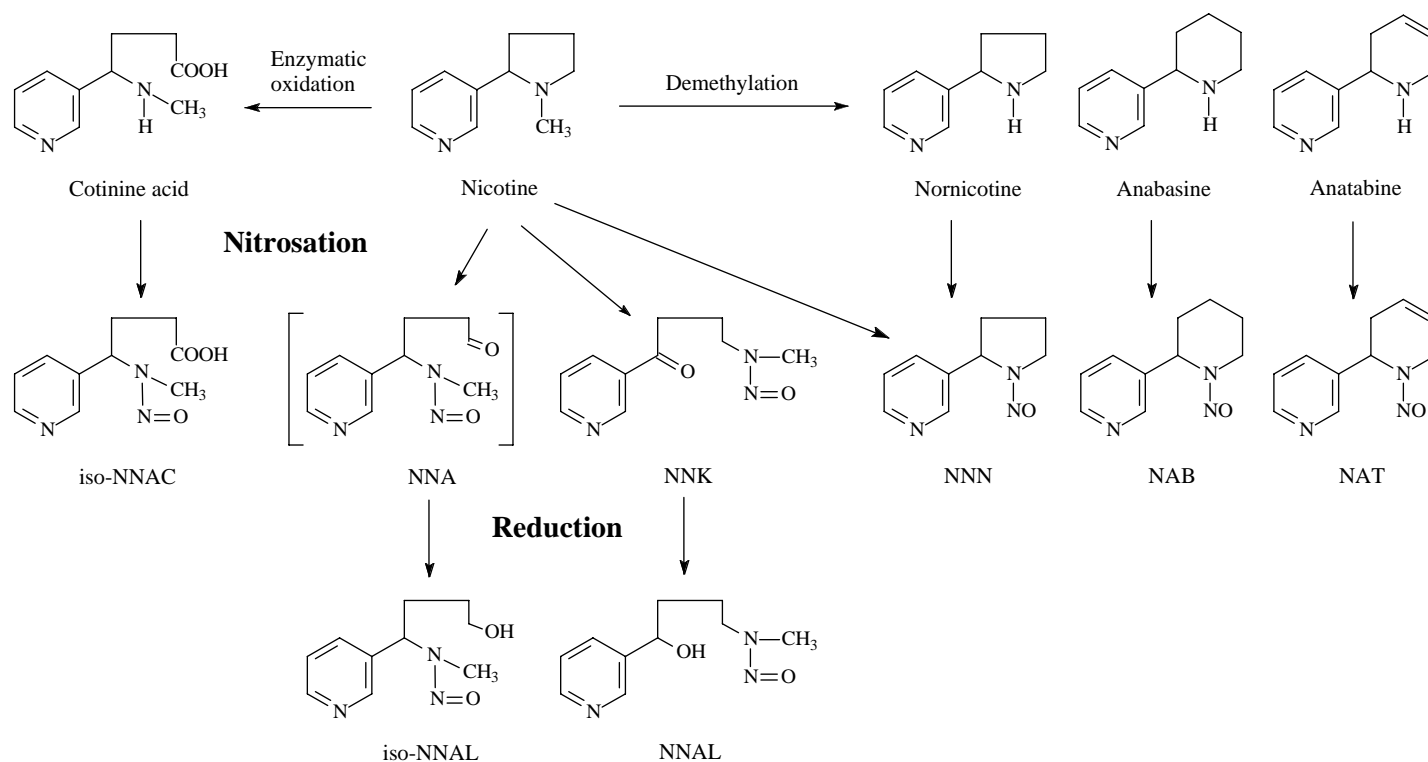 COOH
N
H
CH3
N
Cotinine acid
Enzymatic
oxidation
N
CH3
N
Nicotine
Demethylation
N
H
N
Nornicotine
N
H
N
Anabasine
N
H
N
Anatabine
Nitrosation
COOH
N
CH3
N=O
N
iso-NNAC
O
N
CH3
N=O
N
NNA
O
N
CH3
N=O
N
NNK
N
NO
N
NNN
N
NO
N
NAB
N
NO
N
NAT
Reduction
OH
N
CH3
N=O
N
iso-NNAL
OH
N
CH3
N=O
N
NNAL